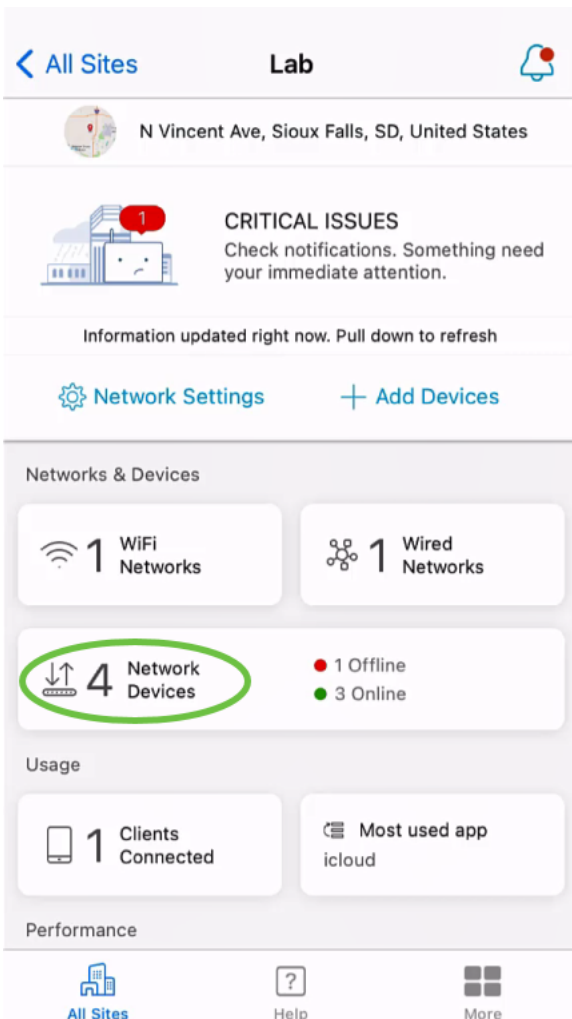 All Sites
Lab
N Vincent Ave, Sioux Falls, SD, United States
1
CRITICAL ISSUES
Check notifications. Something need
your immediate attention.
Information updated right now. Pull down to refresh
Network Settings
Add Devices
Networks & Devices
1 WiFi
Networks
1 Wired
Networks
4 Network
Devices
1 Offline
3 Online
Usage
1 Clients
Connected
Most used app
icloud
Performance
?
All Sites
Help
More